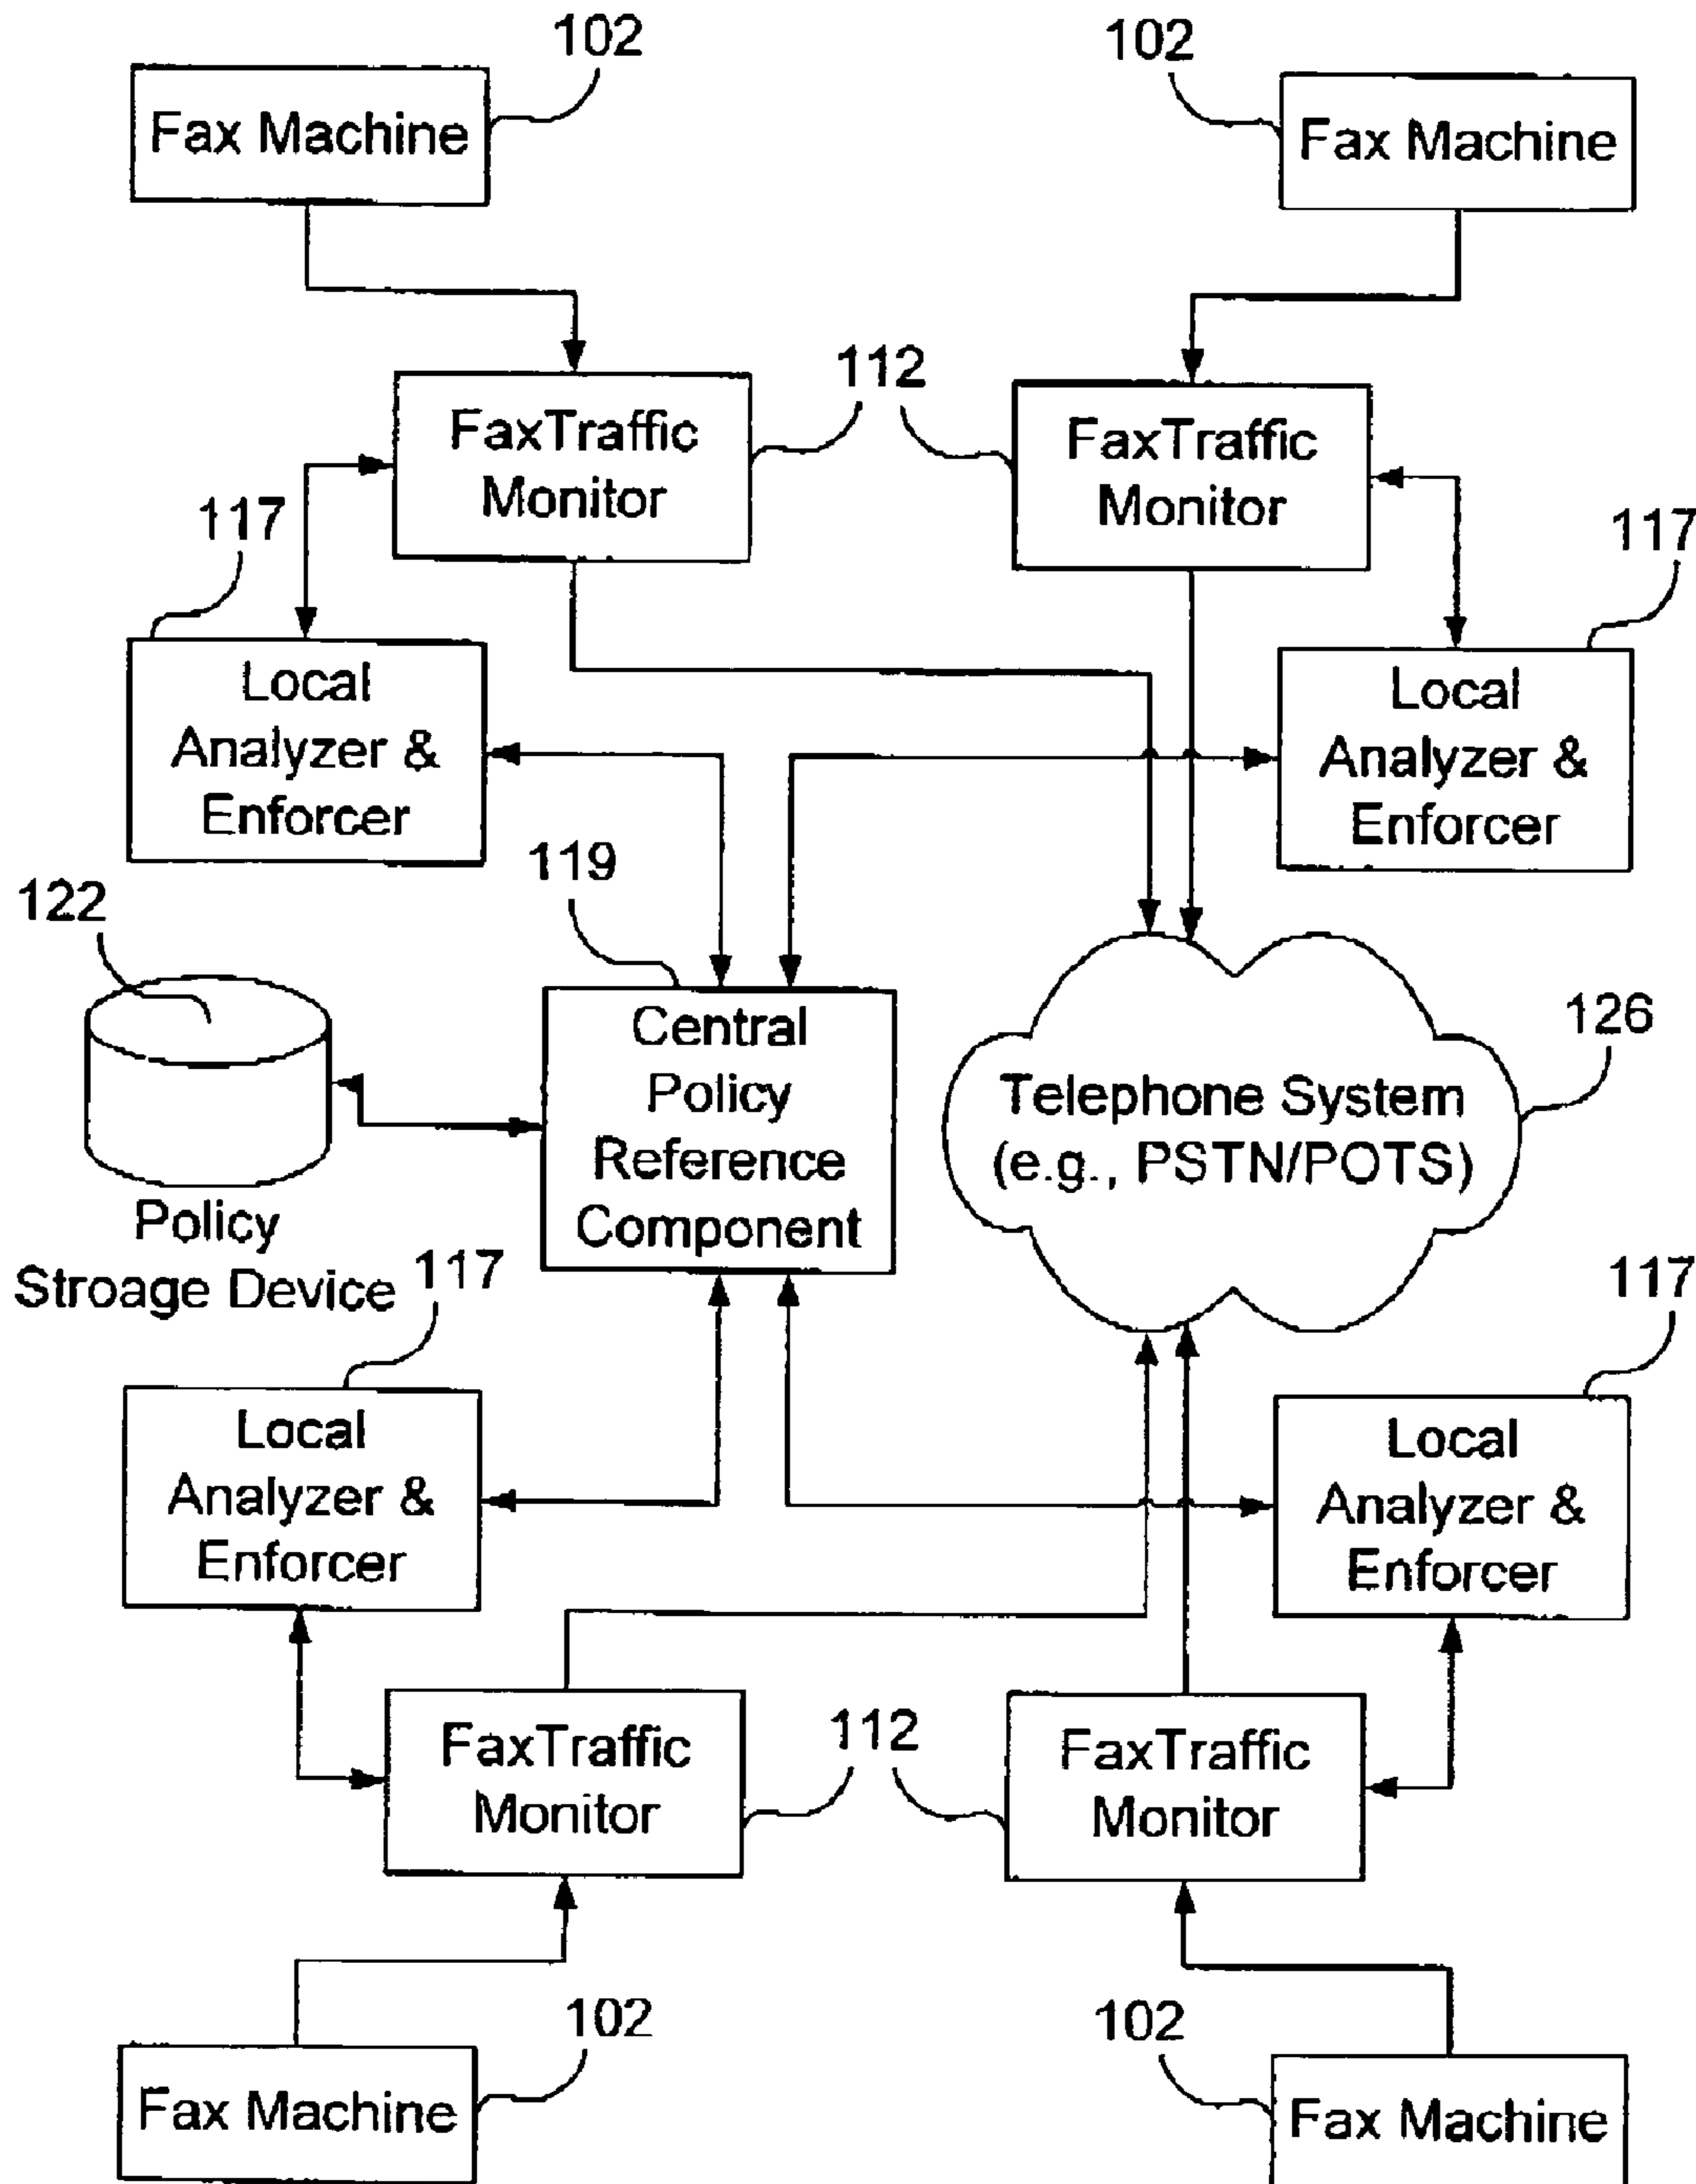 102
102
Fax Machine
Fax Machine
112
FaxTraffic
Monitor
FaxTraffic
Monitor
117
117
Local
Analyzer &
Enforcer
Local
Analyzer &
Enforcer
119
122
Central
Policy
Reference
Component
126
Telephone System
(e.g., PSTN/POTS)
Policy
Stroage Device
117
117
Local
Analyzer &
Enforcer
Local
Analyzer &
Enforcer
112
FaxTraffic
Monitor
FaxTraffic
Monitor
102
102
Fax Machine
Fax Machine